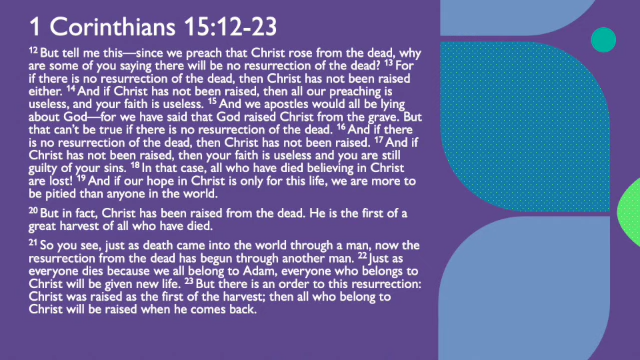 1 Corinthians 15:12-23
12 But tell me this—since we preach that Christ rose from the dead, why
are some of you saying there will be no resurrection of the dead? 13 For
if there is no resurrection of the dead, then Christ has not been raised
either. 14 And if Christ has not been raised, then all our preaching is
useless, and your faith is useless. 15 And we apostles would all be lying
about God—for we have said that God raised Christ from the grave. But
that can't be true if there is no resurrection of the dead. 16 And if there
is no resurrection of the dead, then Christ has not been raised. 17 And if
Christ has not been raised, then your faith is useless and you are still
guilty of your sins. 18 In that case, all who have died believing in Christ
are lost! 19 And if our hope in Christ is only for this life, we are more to
be pitied than anyone in the world.
20 But in fact, Christ has been raised from the dead. He is the first of a
great harvest of all who have died.
21 So you see, just as death came into the world through a man, now the
resurrection from the dead has begun through another man. 22 Just as
everyone dies because we all belong to Adam, everyone who belongs to
Christ will be given new life. 23 But there is an order to this resurrection:
Christ was raised as the first of the harvest; then all who belong to
Christ will be raised when he comes back.